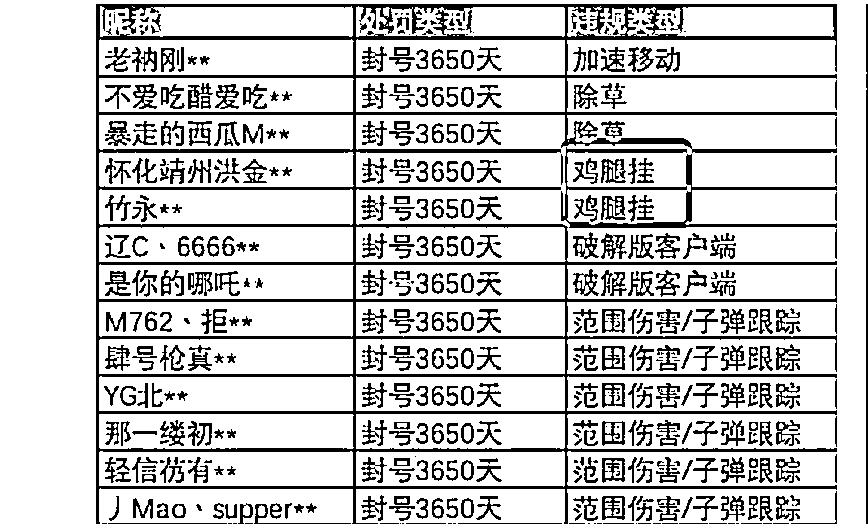 昵称 处罚类型 违规类型
老衲刚** 封号3650天 加速移动
不爱吃醋爱吃** 封号3650天 除草
暴走的西瓜M** 封号3650天 除草
怀化靖州洪金** 封号3650天 鸡腿挂
竹永** 封号3650天 鸡腿挂
辽C、6666** 封号3650天 破解版客户端
是你的哪吒** 封号3650天 破解版客户端
M762、拒** 封号3650天 范围伤害/子弹跟踪
肆号枪真** 封号3650天 范围伤害/子弹跟踪
YG北** 封号3650天 范围伤害/子弹跟踪
那一缕初** 封号3650天 范围伤害/子弹跟踪
轻信仿有** 封号3650天 范围伤害/子弹跟踪
丿Mao、supper** 封号3650天 范围伤害/子弹跟踪